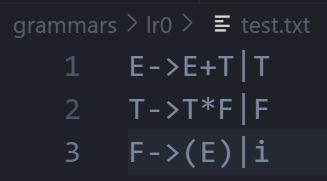 grammars > lr0 > test.txt
1 E->E+T|T
2 T->T*F|F
3 F->(E)|i